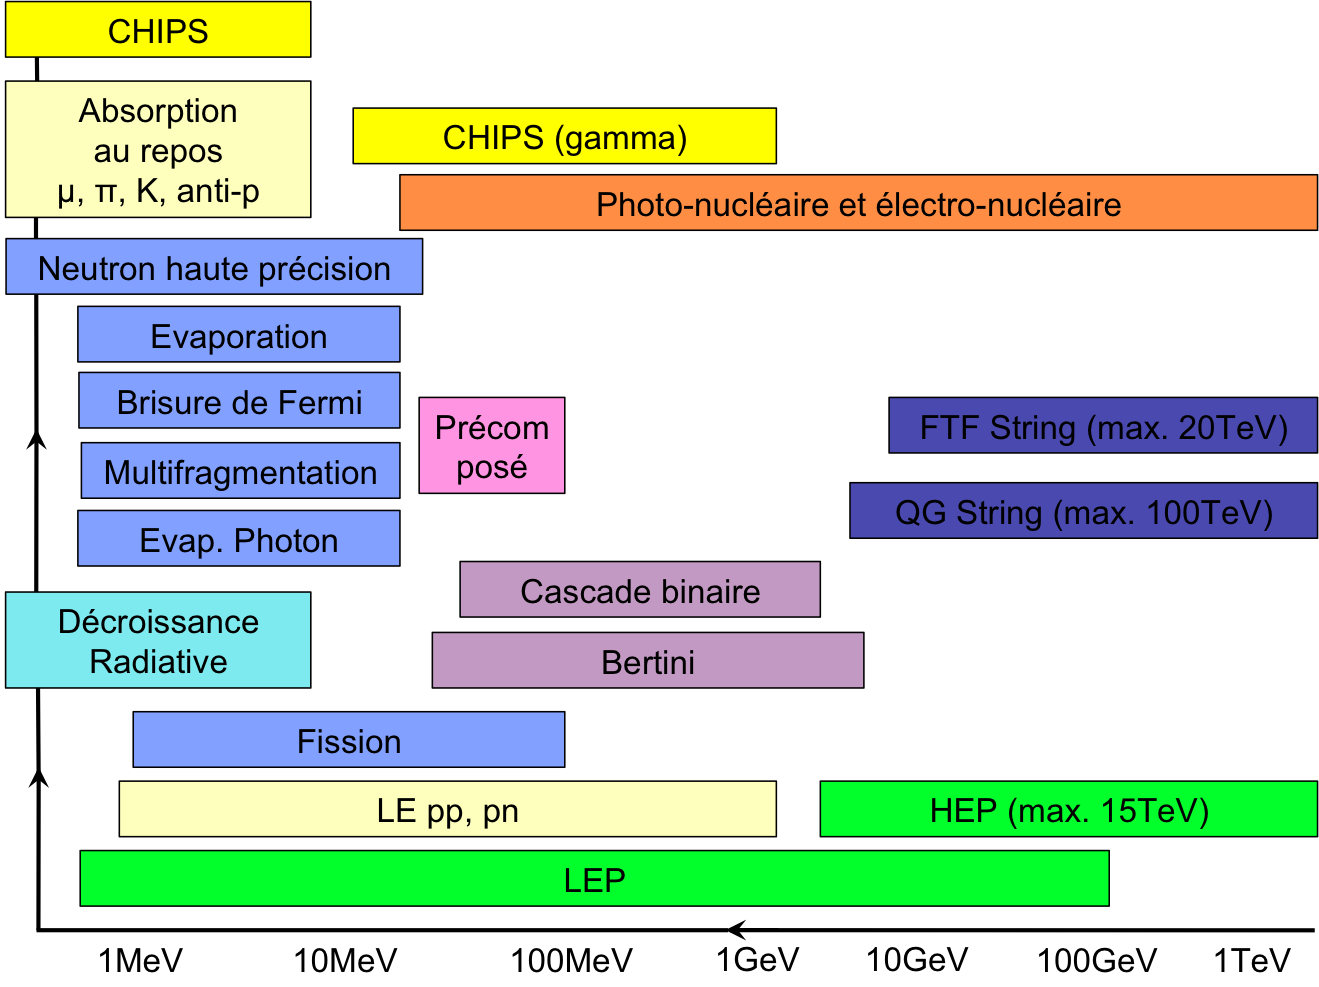 CHIPS
Absorption
au repos
μ, π, K, anti-p
CHIPS (gamma)
Photo-nucléaire et électro-nucléaire
Neutron haute précision
Evaporation
Brisure de Fermi
Précom
posé
FTF String (max. 20TeV)
Multifragmentation
QG String (max. 100TeV)
Evap. Photon
Cascade binaire
Décroissance
Radiative
Bertini
Fission
LE pp, pn
HEP (max. 15TeV)
LEP
1MeV 10MeV 100MeV 1GeV 10GeV 100GeV 1TeV